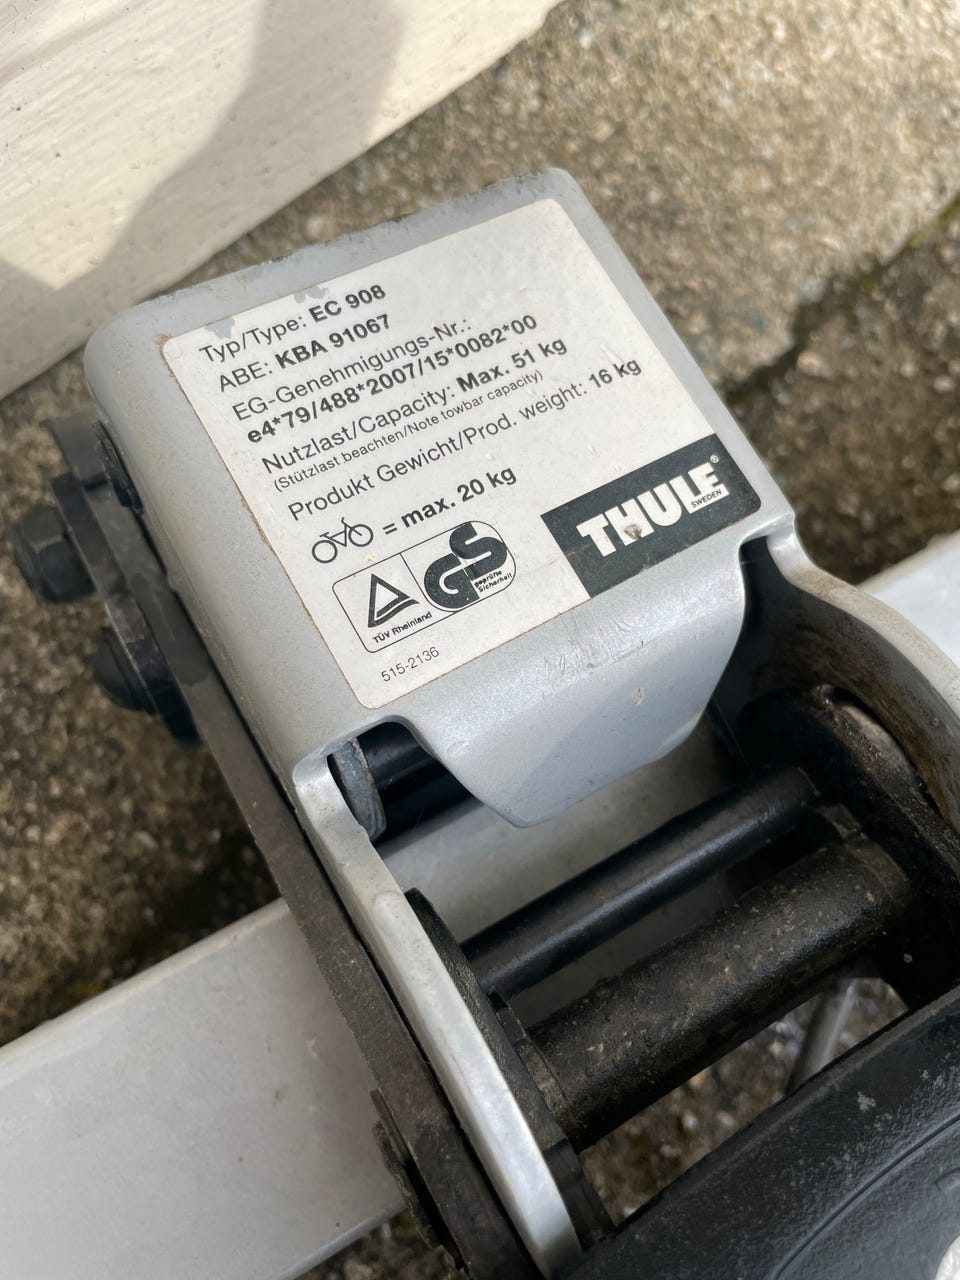 Typ/Type: EC 908
ABE: KBA 91067
EG-Genehmigungs-Nr.:
e4*79/488*2007/15*0082*00
Nutzlast/Capacity: Max. 51 kg
(Stützlast beachten/Note towbar capacity)
Produkt Gewicht/Prod. weight: 16 kg
= max. 20 kg
TÜV Rheinland
GS
geprüfte
Sicherheit
THULE®
SWEDEN
515-2136